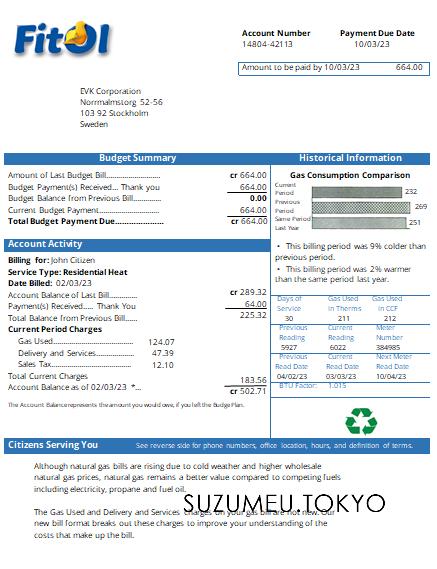 FitOl
Account Number Payment Due Date
14804-42113 10/03/23
Amount to be paid by 10/03/23 664.00
EVK Corporation
Norrmalmstorg 52-56
103 92 Stockholm
Sweden
Budget Summary
Amount of Last Budget Bill........................... cr 664.00
Budget Payment(s) Received... Thank you 664.00
Budget Balance from Previous Bill................ 0.00
Current Budget Payment......................... 664.00
Total Budget Payment Due..................... cr 664.00
Historical Information
Gas Consumption Comparison
Current Period 232
Previous Period 269
Same Period Last Year 251
• This billing period was 9% colder than
previous period.
• This billing period was 2% warmer
than the same period last year.
Account Activity
Billing for: John Citizen
Service Type: Residential Heat
Date Billed: 02/03/23
Account Balance of Last Bill............. cr 289.32
Payment(s) Received..... Thank You 64.00
Total Balance from Previous Bill....... 225.32
Current Period Charges
Gas Used.................. 124.07
Delivery and Services.......... 47.39
Sales Tax................... 12.10
Total Current Charges 183.56
Account Balance as of 02/03/23 *... cr 502.71
The Account Balance represents the amount you would owe, if you left the Budget Plan.
Days of Service Gas Used in Therms Gas Used in CCF
30 211 212
Previous Reading Current Reading Meter Number
5927 6022 384985
Previous Read Date Current Read Date Next Meter Read Date
04/02/23 03/03/23 10/04/23
BTU Factor: 1.015
Citizens Serving You See reverse side for phone numbers, office location, hours, and definition of terms.
Although natural gas bills are rising due to cold weather and higher wholesale
natural gas prices, natural gas remains a better value compared to competing fuels
including electricity, propane and fuel oil.
The Gas Used and Delivery and Services charges on your gas bill are not new. Our
new bill format breaks out these charges to improve your understanding of the
costs that make up the bill.
SUZUMEU.TOKYO